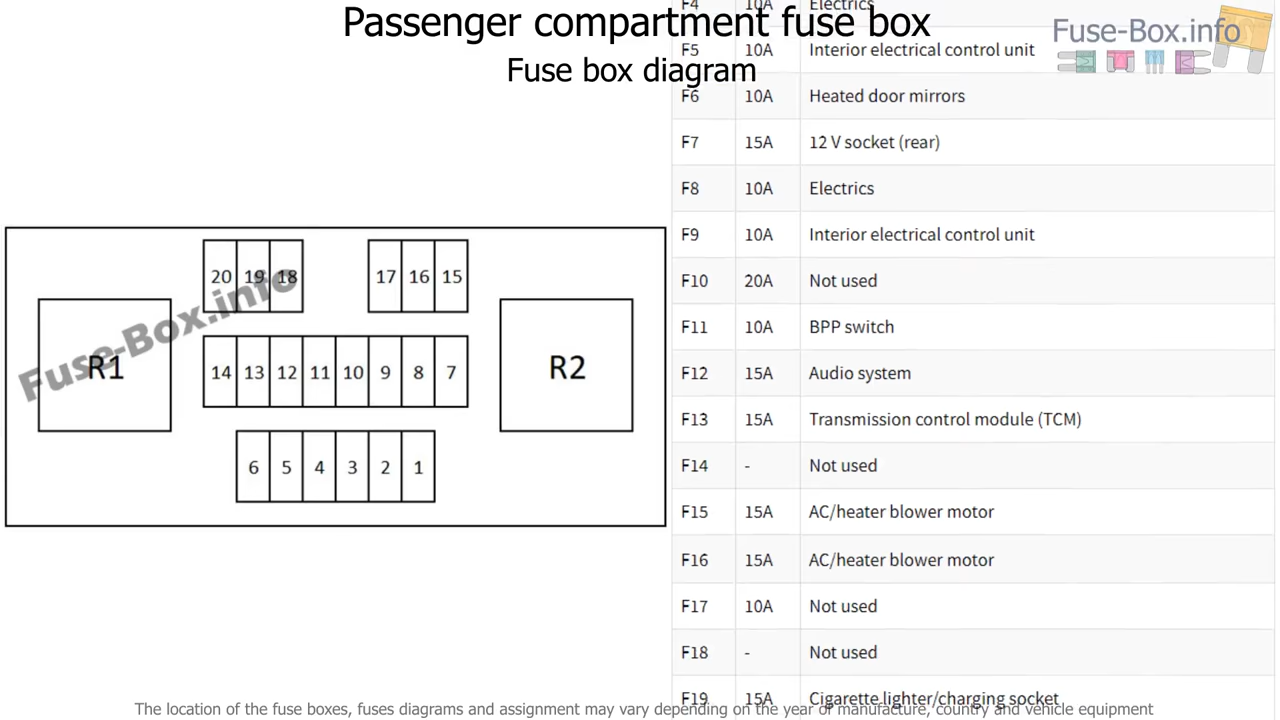 Passenger compartment fuse box
Fuse box diagram
Fuse-Box.info
F4 10A Electrics
F5 10A Interior electrical control unit
F6 10A Heated door mirrors
F7 15A 12 V socket (rear)
F8 10A Electrics
F9 10A Interior electrical control unit
F10 20A Not used
F11 10A BPP switch
F12 15A Audio system
F13 15A Transmission control module (TCM)
F14 - Not used
F15 15A AC/heater blower motor
F16 15A AC/heater blower motor
F17 10A Not used
F18 - Not used
F19 15A Cigarette lighter/charging socket
20 19 18 17 16 15
R1
14 13 12 11 10 9 8 7
R2
6 5 4 3 2 1
Fuse-Box.info
The location of the fuse boxes, fuses diagrams and assignment may vary depending on the year of manufacture, country and vehicle equipment